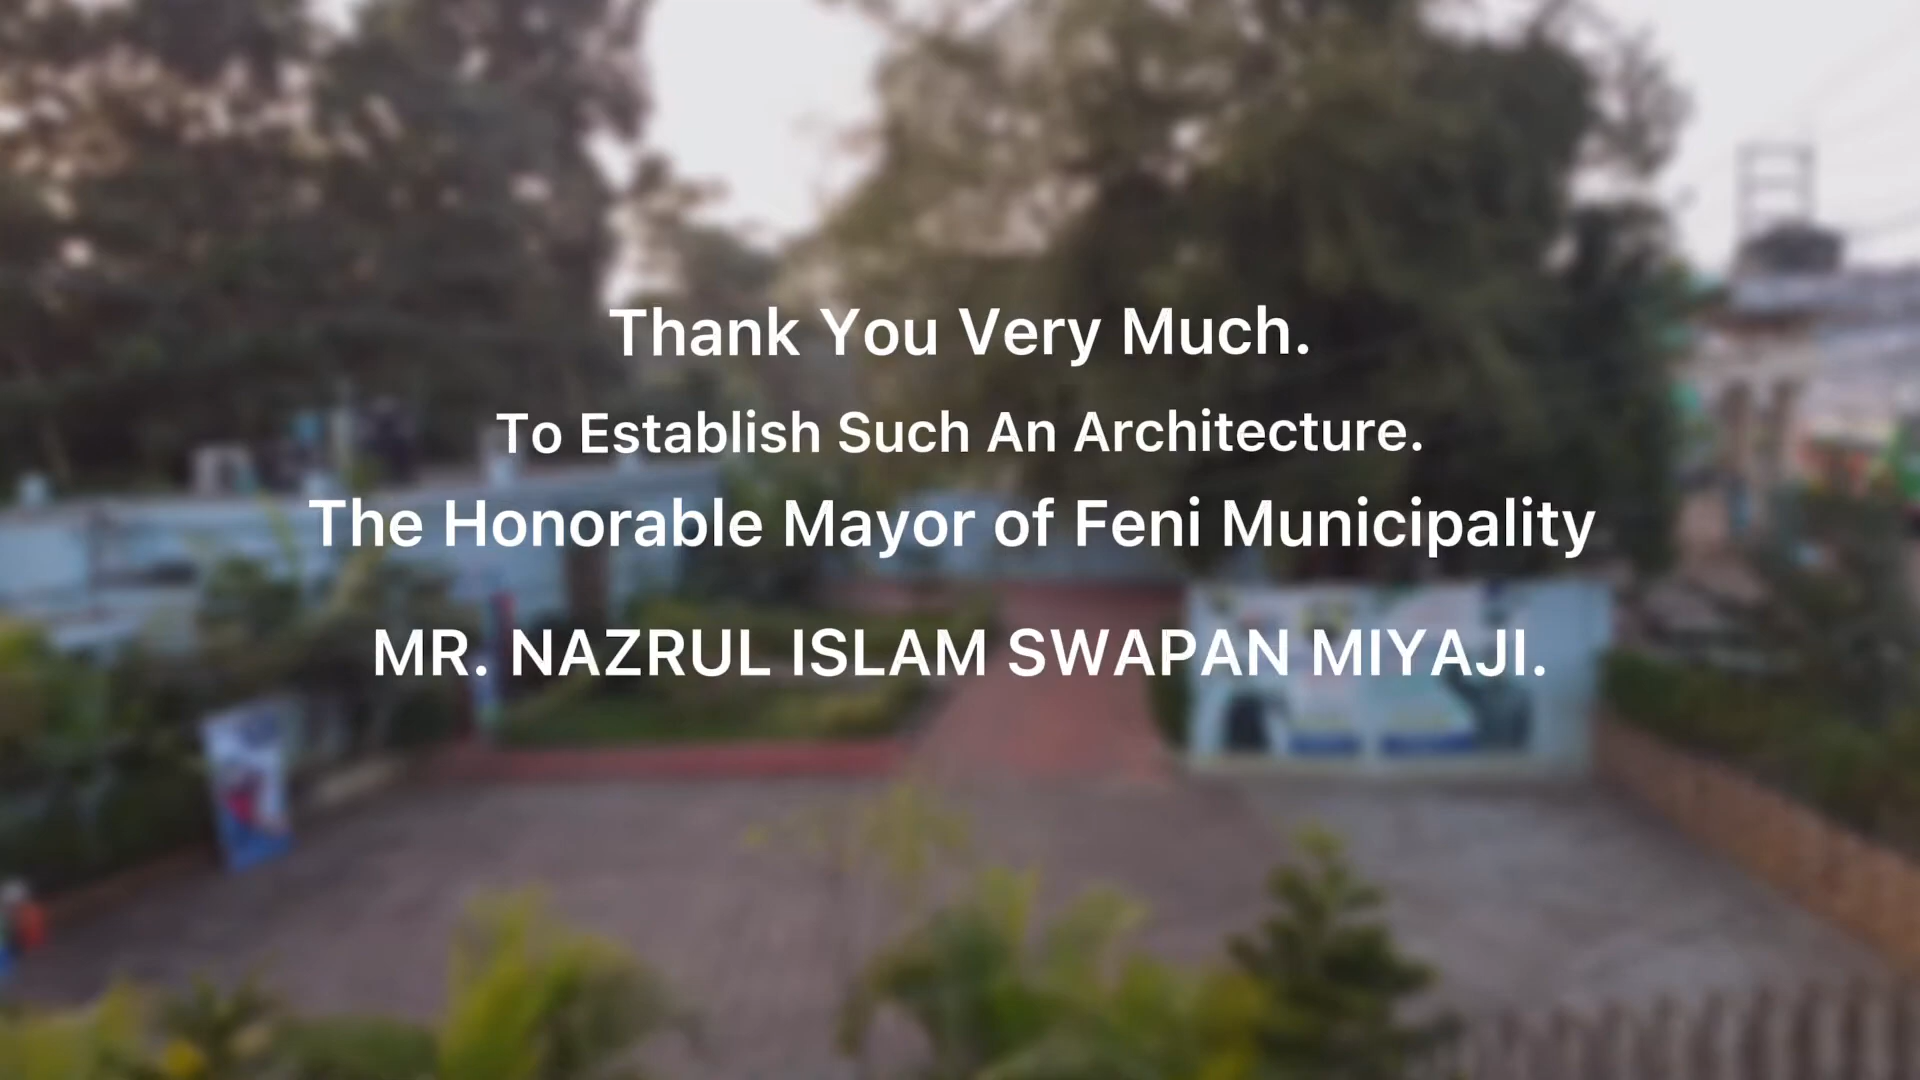 Thank You Very Much.
To Establish Such An Architecture.
The Honorable Mayor of Feni Municipality
MR. NAZRUL ISLAM SWAPAN MIYAJI.